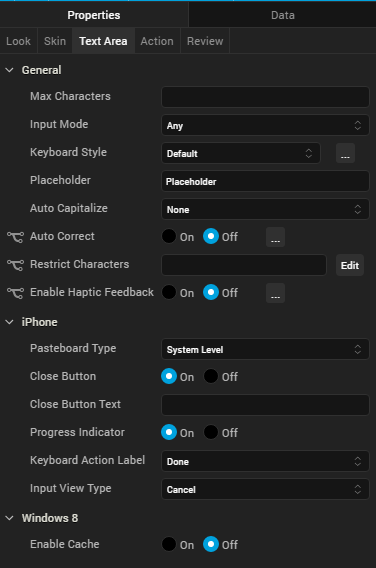 Properties Data
Look Skin Text Area Action Review
General
Max Characters
Input Mode Any
Keyboard Style Default ...
Placeholder Placeholder
Auto Capitalize None
Auto Correct On Off ...
Restrict Characters Edit
Enable Haptic Feedback On Off ...
iPhone
Pasteboard Type System Level
Close Button On Off
Close Button Text
Progress Indicator On Off
Keyboard Action Label Done
Input View Type Cancel
Windows 8
Enable Cache On Off